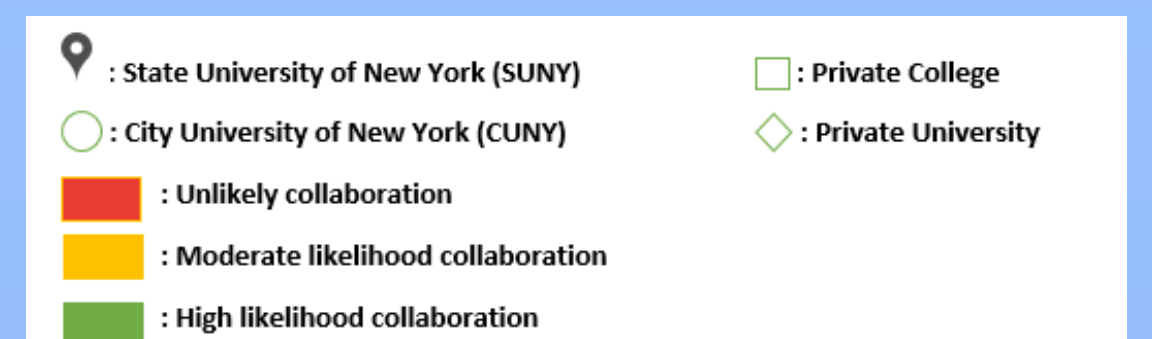 : State University of New York (SUNY)
: Private College
: City University of New York (CUNY)
: Private University
: Unlikely collaboration
: Moderate likelihood collaboration
: High likelihood collaboration